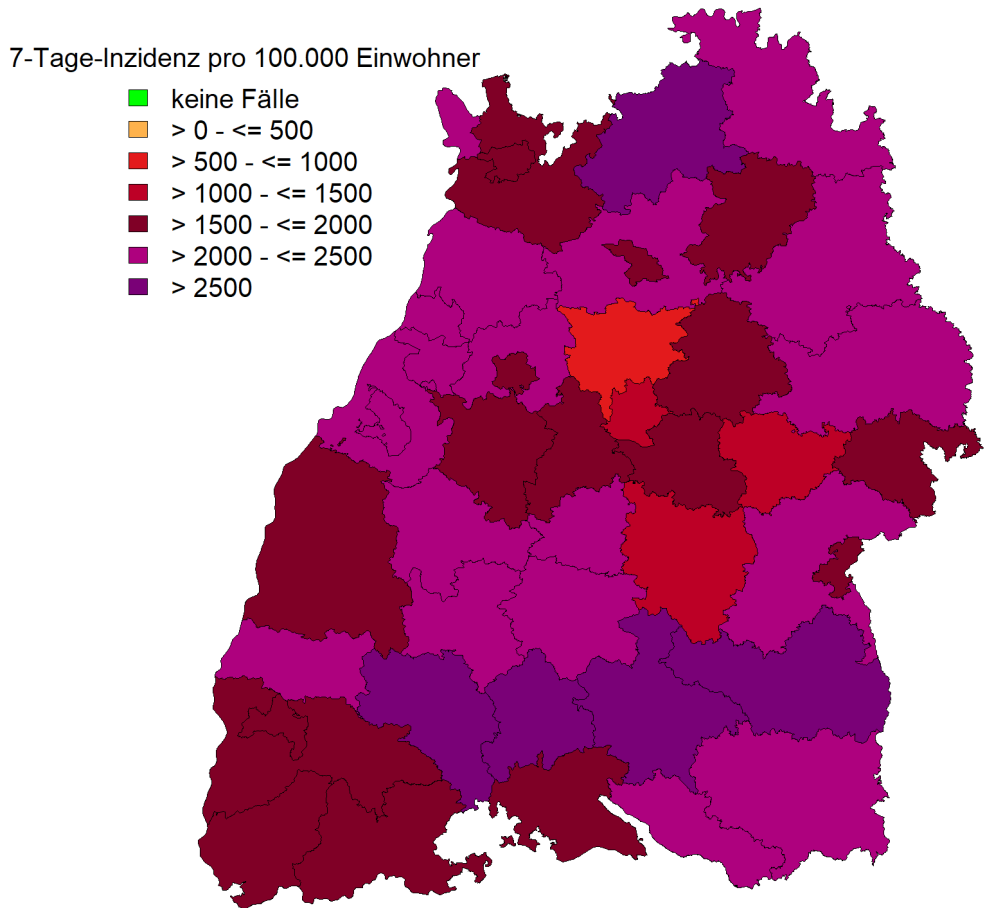 7-Tage-Inzidenz pro 100.000 Einwohner
keine Fälle
> 0 - <= 500
> 500 - <= 1000
> 1000 - <= 1500
> 1500 - <= 2000
> 2000 - <= 2500
> 2500